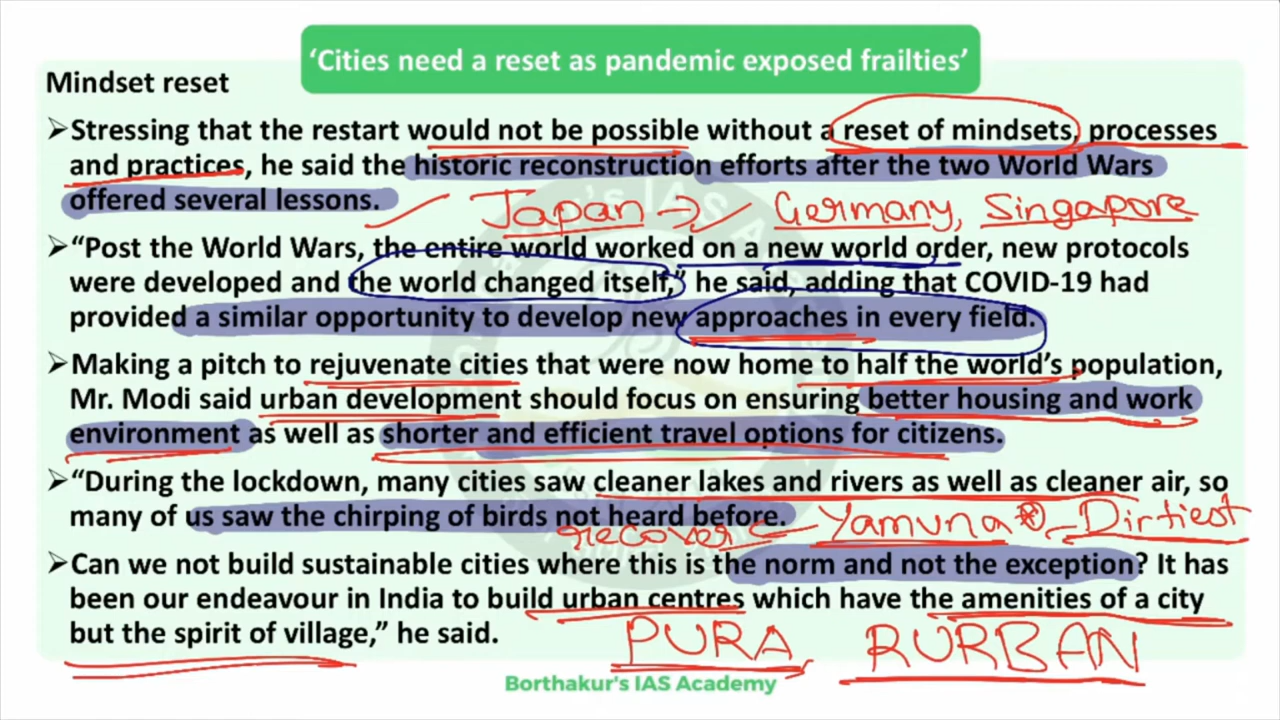 ‘Cities need a reset as pandemic exposed frailties’
Mindset reset
➢Stressing that the restart would not be possible without a reset of mindsets, processes
and practices, he said the historic reconstruction efforts after the two World Wars
offered several lessons.
Japan → Germany, Singapore
➢“Post the World Wars, the entire world worked on a new world order, new protocols
were developed and the world changed itself,” he said, adding that COVID-19 had
provided a similar opportunity to develop new approaches in every field.
➢Making a pitch to rejuvenate cities that were now home to half the world’s population,
Mr. Modi said urban development should focus on ensuring better housing and work
environment as well as shorter and efficient travel options for citizens.
➢“During the lockdown, many cities saw cleaner lakes and rivers as well as cleaner air, so
many of us saw the chirping of birds not heard before.
recover ← Yamuna - Dirtiest
➢Can we not build sustainable cities where this is the norm and not the exception? It has
been our endeavour in India to build urban centres which have the amenities of a city
but the spirit of village,” he said.
PURA, RURBAN
Borthakur's IAS Academy